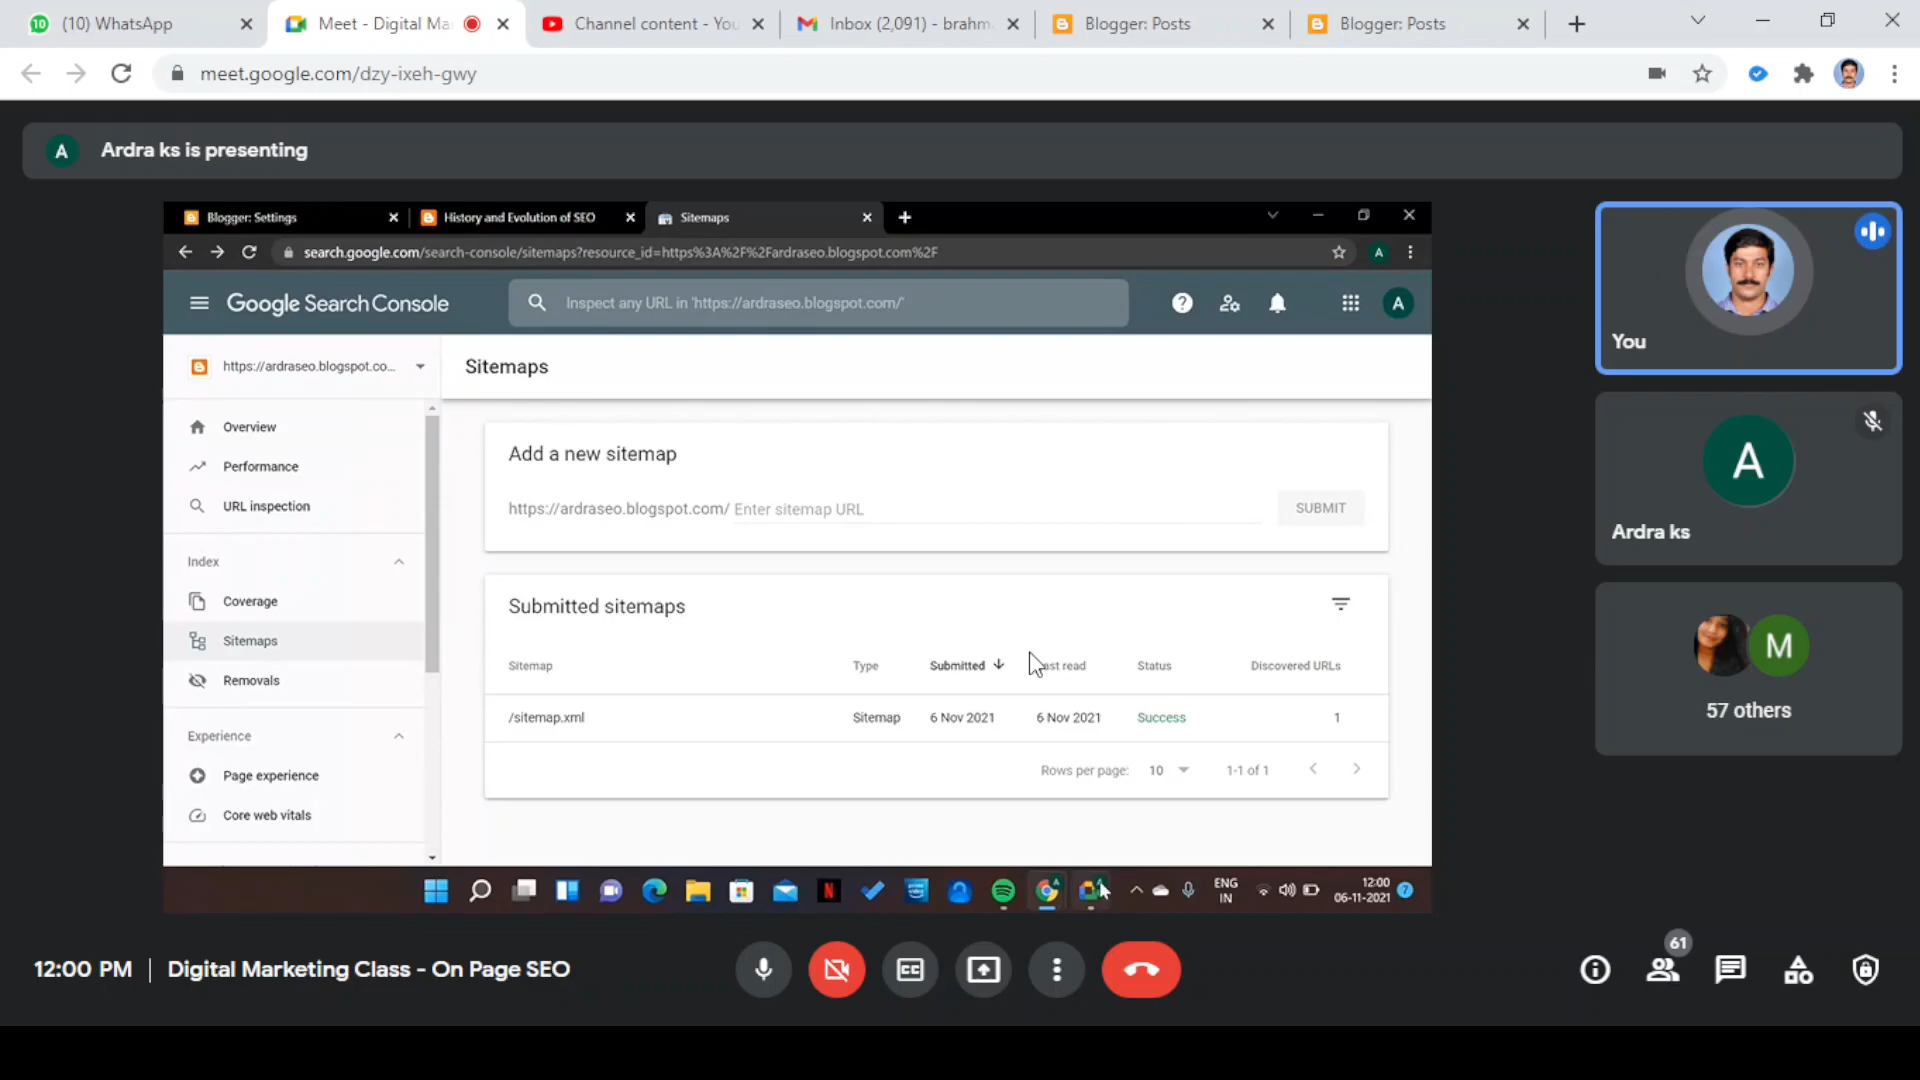 (10) WhatsApp
Meet - Digital Ma
Channel content - You
Inbox (2,091) - brahm
Blogger: Posts
Blogger: Posts
meet.google.com/dzy-ixeh-gwy
A
Ardra ks is presenting
Blogger: Settings
History and Evolution of SEO
Sitemaps
search.google.com/search-console/sitemaps?resource_id=https%3A%2F%2Fardraseo.blogspot.com%2F
A
Google Search Console
Inspect any URL in 'https://ardraseo.blogspot.com/'
A
https://ardraseo.blogspot.co...
Sitemaps
Overview
Performance
URL inspection
Index
Coverage
Sitemaps
Removals
Experience
Page experience
Core web vitals
Add a new sitemap
https://ardraseo.blogspot.com/ Enter sitemap URL
SUBMIT
Submitted sitemaps
Sitemap Type Submitted Last read Status Discovered URLs
/sitemap.xml Sitemap 6 Nov 2021 6 Nov 2021 Success 1
Rows per page: 10 1-1 of 1
ENG
IN
12:00
06-11-2021
7
You
A
Ardra ks
M
57 others
12:00 PM | Digital Marketing Class - On Page SEO
CC
61